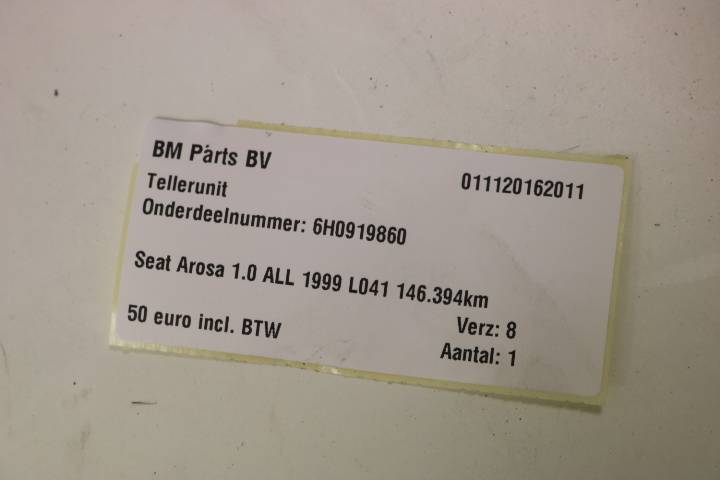 BM Parts BV
011120162011
Tellerunit
Onderdeelnummer: 6H0919860
Seat Arosa 1.0 ALL 1999 L041 146.394km
50 euro incl. BTW
Verz: 8
Aantal: 1